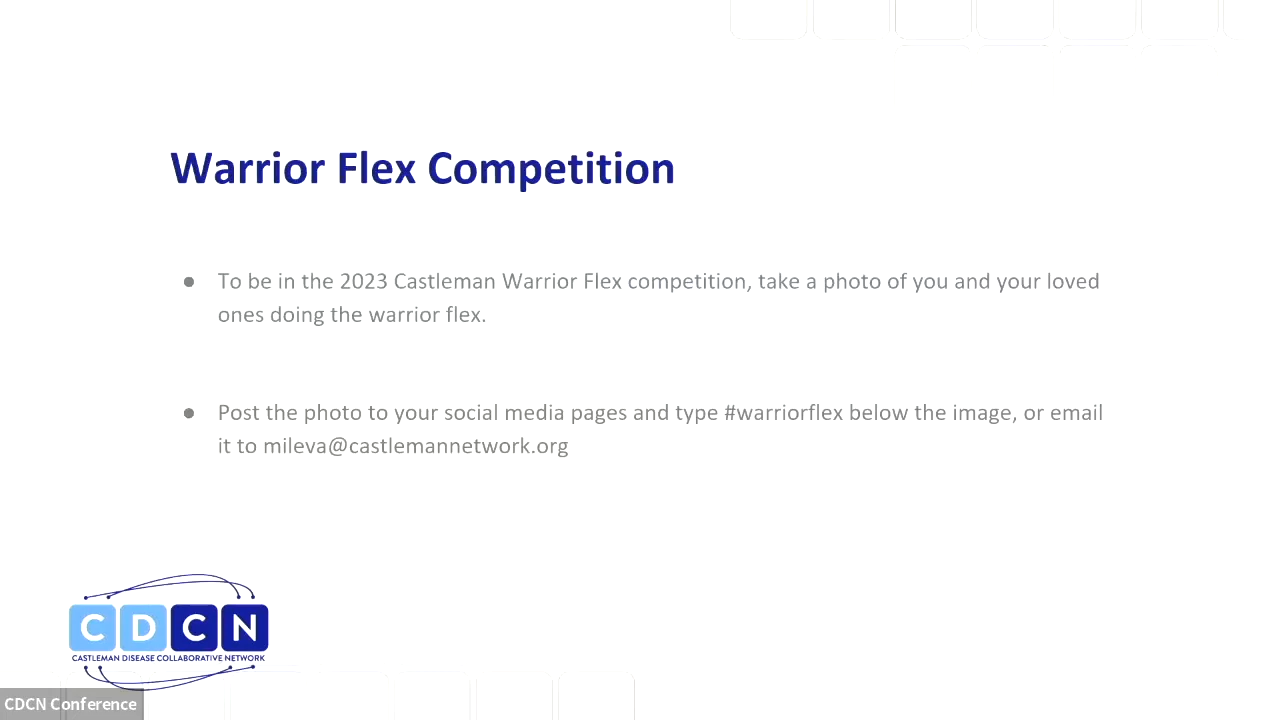 Warrior Flex Competition
● To be in the 2023 Castleman Warrior Flex competition, take a photo of you and your loved
ones doing the warrior flex.
● Post the photo to your social media pages and type #warriorflex below the image, or email
it to mileva@castlemannetwork.org
CDCN
CASTLEMAN DISEASE COLLABORATIVE NETWORK
CDCN Conference